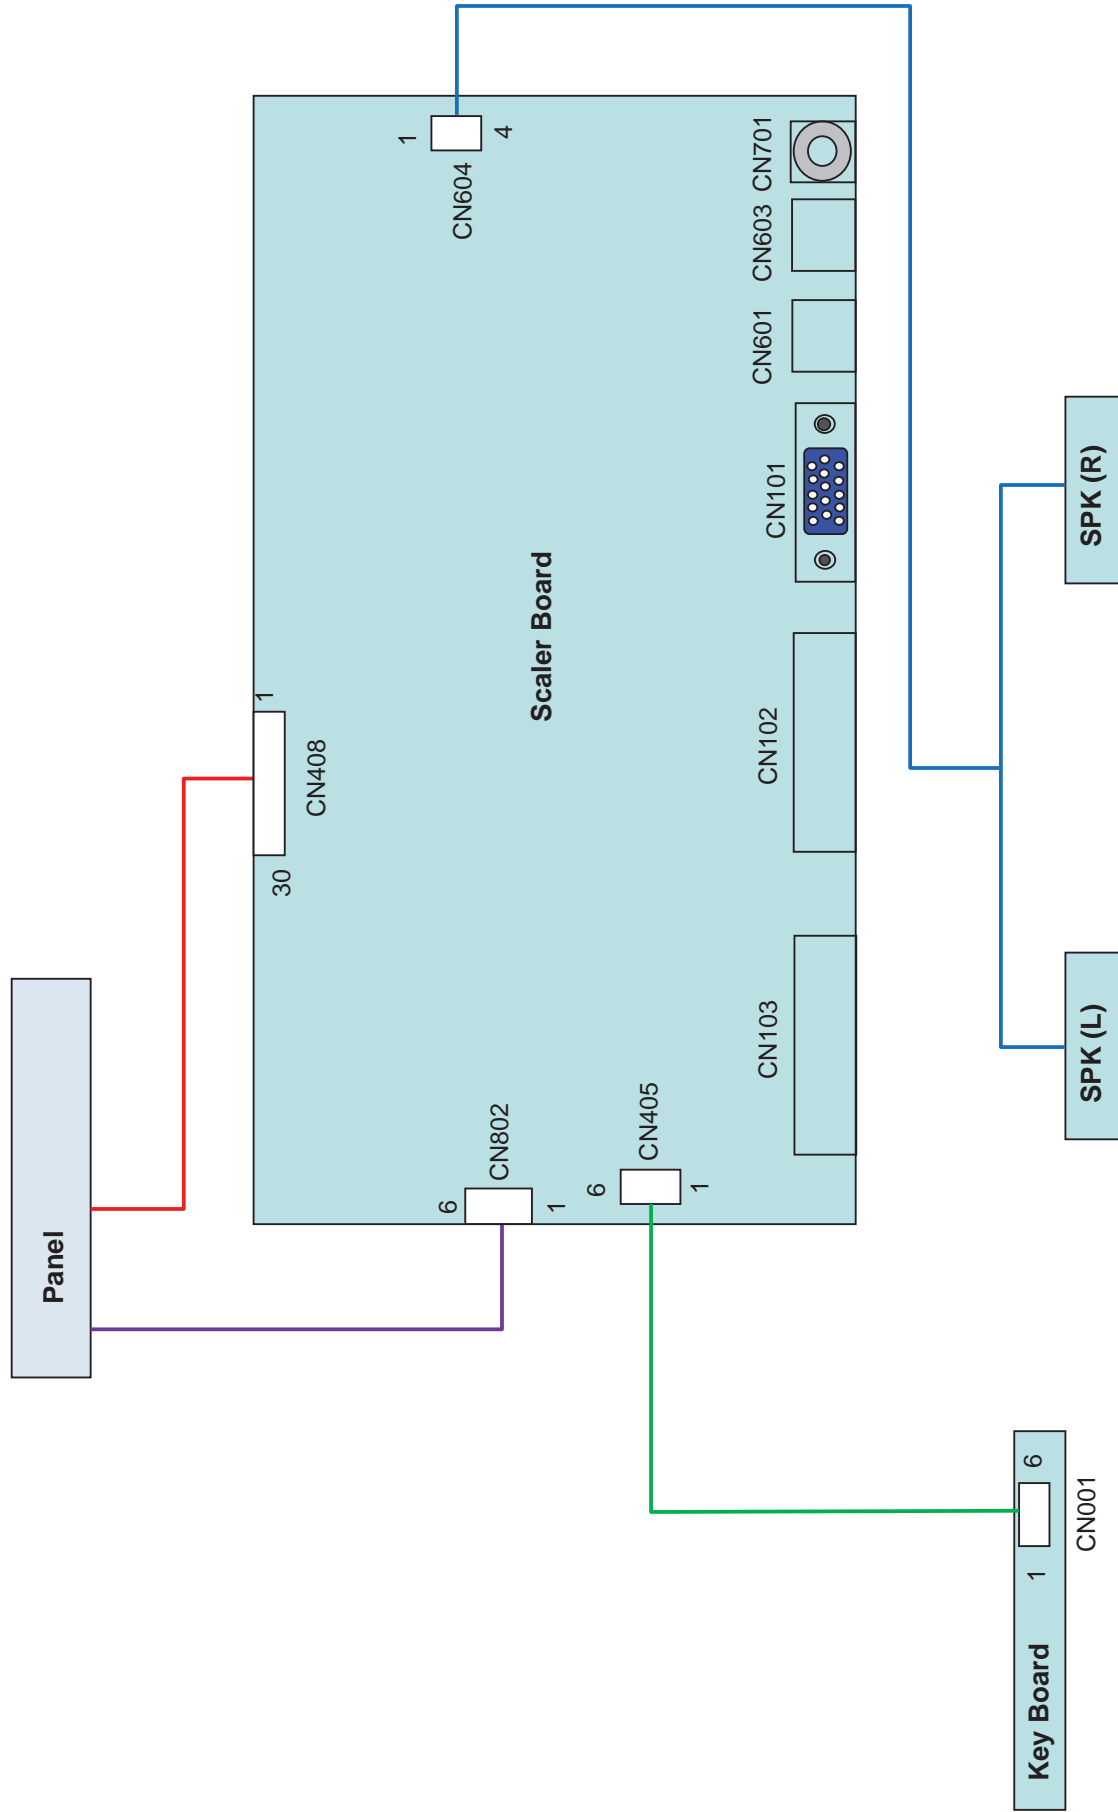 Panel
30
CN408
1
6
CN802
1
6
CN405
1
Scaler Board
1
CN604
4
CN103
CN102
CN101
CN601
CN603
CN701
Key Board
1
6
CN001
SPK (L)
SPK (R)